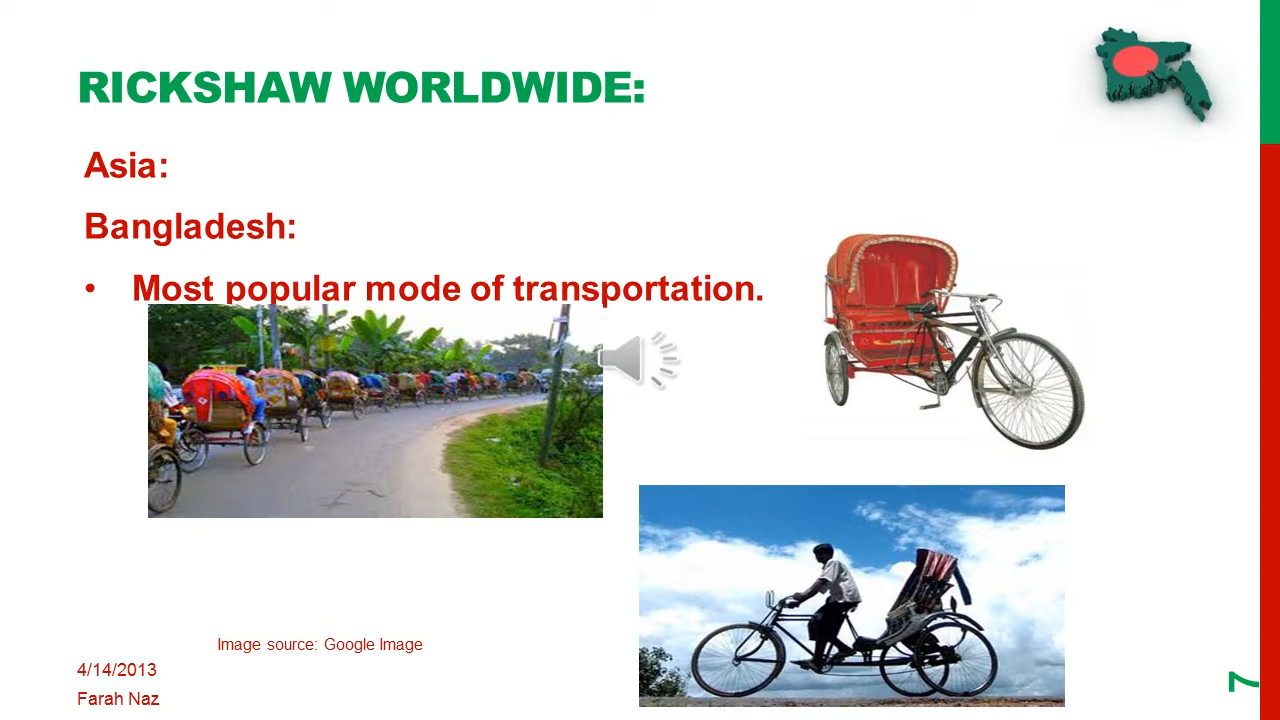 RICKSHAW WORLDWIDE:
Asia:
Bangladesh:
• Most popular mode of transportation.
Image source: Google Image
4/14/2013
Farah Naz
7